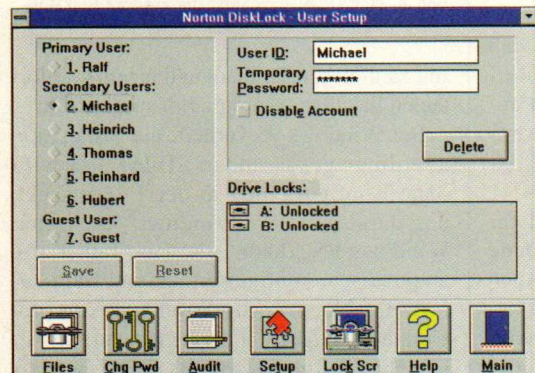 Norton DiskLock - User Setup
Primary User:
1. Ralf
Secondary Users:
2. Michael
3. Heinrich
4. Thomas
5. Reinhard
6. Hubert
Guest User:
7. Guest
Save
Reset
User ID:
Michael
Temporary Password:
*******
Disable Account
Delete
Drive Locks:
A: Unlocked
B: Unlocked
Files
Chg Pwd
Audit
Setup
Lock Scr
Help
Main